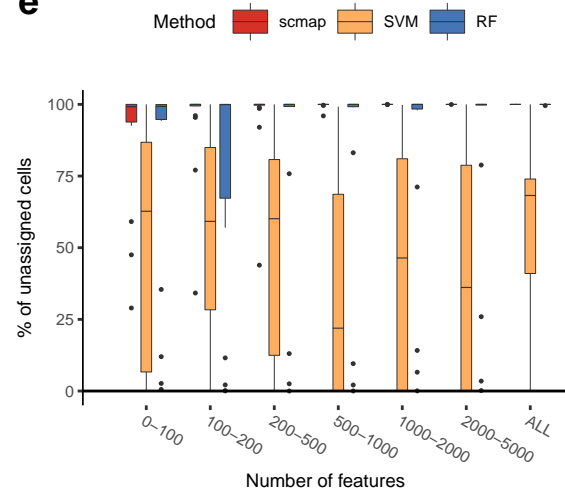 e
Method scmap SVM RF
% of unassigned cells
100
75
50
25
0
0–100
100–200
200–500
500–1000
1000–2000
2000–5000
ALL
Number of features